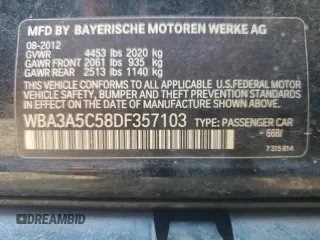 MFD BY BAYERISCHE MOTOREN WERKE AG
08-2012
GVWR 4453 lbs 2020 kg
GAWR FRONT 2061 lbs 935 kg
GAWR REAR 2513 lbs 1140 kg
THIS VEHICLE CONFORMS TO ALL APPLICABLE U.S. FEDERAL MOTOR
VEHICLE SAFETY, BUMPER AND THEFT PREVENTION STANDARDS
IN EFFECT ON THE DATE OF MANUFACTURE SHOWN ABOVE.
WBA3A5C58DF357103 TYPE: PASSENGER CAR
- 668/
7 315 814
DREAMBID